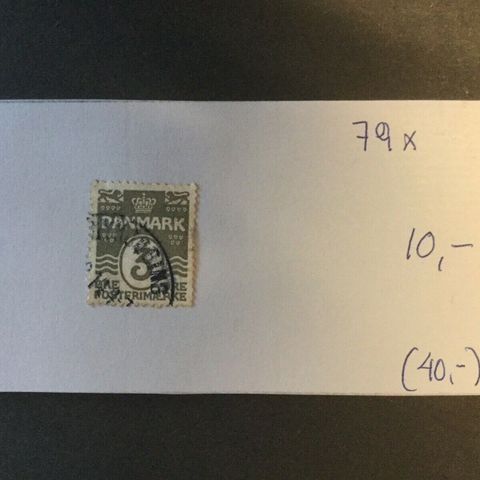 79x
DANMARK
3
ØRE ØRE
POSTFRIMÆRKE
10,-
(40,-)